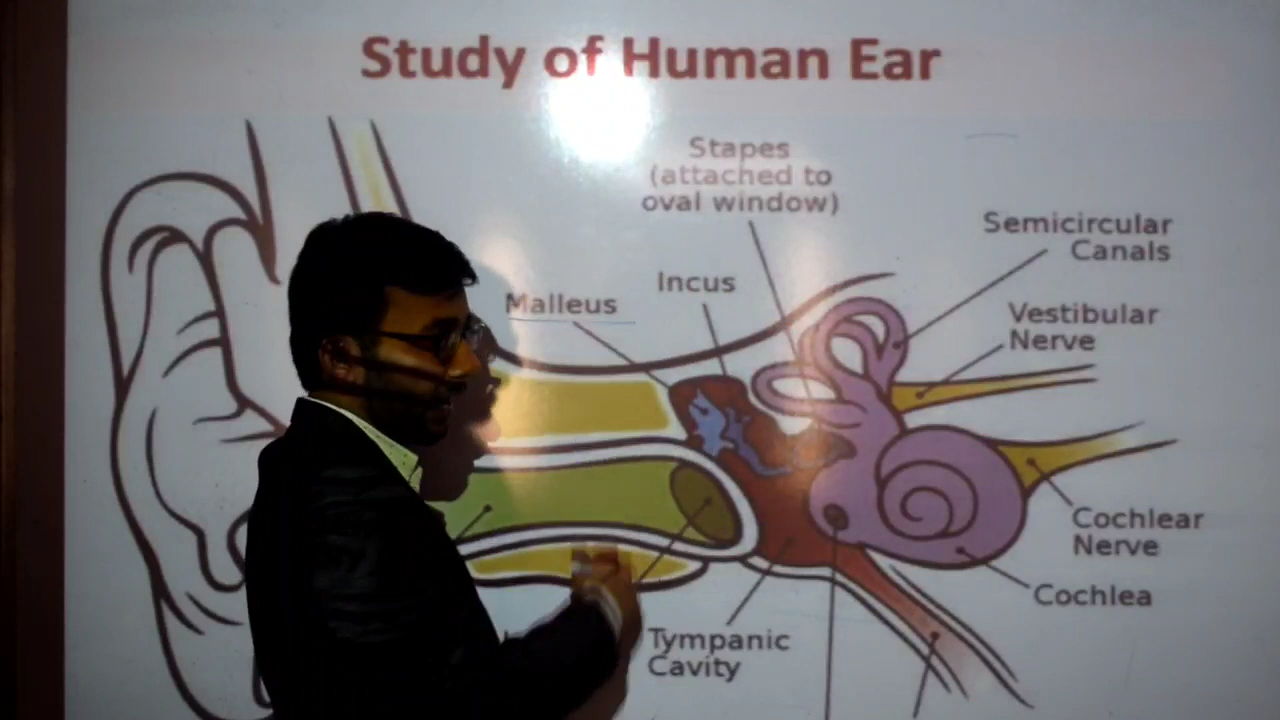 Study of Human Ear
Stapes
(attached to
oval window)
Semicircular
Canals
Incus
Malleus
Vestibular
Nerve
Cochlear
Nerve
Cochlea
Tympanic
Cavity